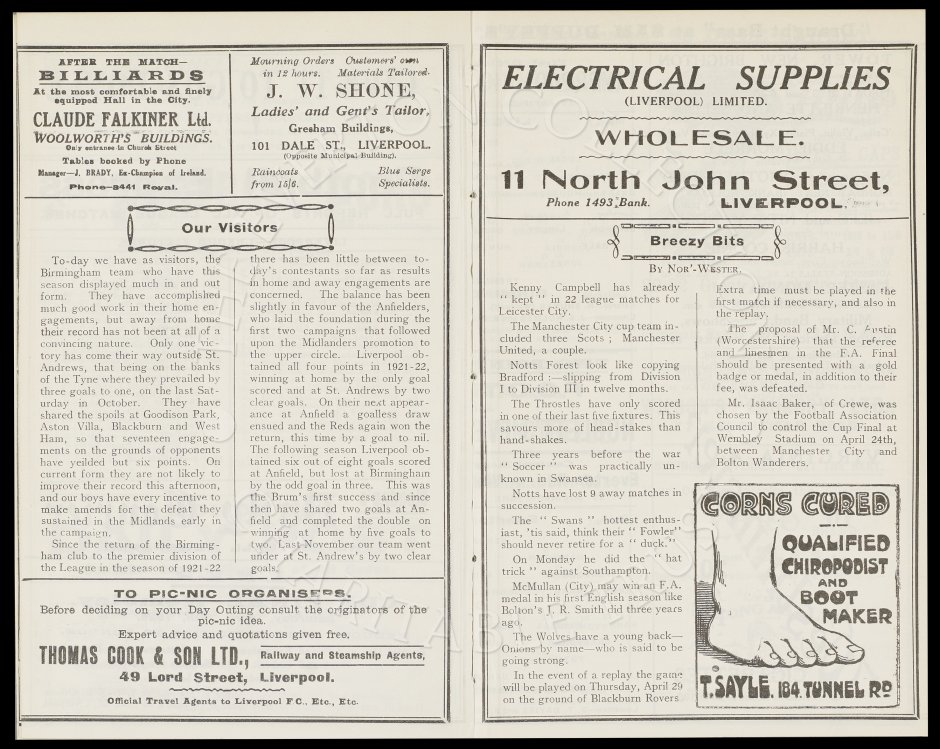 AFTER THE MATCH—
BILLIARDS
At the most comfortable and finely
equipped Hall in the City.
CLAUDE FALKINER Ltd.
WOOLWORTH'S BUILDINGS.
Only entrance in Church Street
Tables booked by Phone
Manager—J. BRADY, Ex-Champion of Ireland.
Phone—3441 Royal.
Mourning Orders Customers' own
in 12 hours. Materials Tailored.
J. W. SHONE,
Ladies' and Gent's Tailor,
Gresham Buildings,
101 DALE ST., LIVERPOOL.
(Opposite Municipal Building).
Raincoats Blue Serge
from 15/6. Specialists.
Our Visitors
To-day we have as visitors, the
Birmingham team who have this
season displayed much in and out
form. They have accomplished
much good work in their home en-
gagements, but away from home
their record has not been at all of a
convincing nature. Only one vic-
tory has come their way outside St.
Andrews, that being on the banks
of the Tyne where they prevailed by
three goals to one, on the last Sat-
urday in October. They have
shared the spoils at Goodison Park,
Aston Villa, Blackburn and West
Ham, so that seventeen engage-
ments on the grounds of opponents
have yeilded but six points. On
current form they are not likely to
improve their record this afternoon,
and our boys have every incentive to
make amends for the defeat they
sustained in the Midlands early in
the campaign.
Since the return of the Birming-
ham club to the premier division of
the League in the season of 1921-22
there has been little between to-
day's contestants so far as results
in home and away engagements are
concerned. The balance has been
slightly in favour of the Anfielders,
who laid the foundation during the
first two campaigns that followed
upon the Midlanders promotion to
the upper circle. Liverpool ob-
tained all four points in 1921-22,
winning at home by the only goal
scored and at St. Andrews by two
clear goals. On their next appear-
ance at Anfield a goalless draw
ensued and the Reds again won the
return, this time by a goal to nil.
The following season Liverpool ob-
tained six out of eight goals scored
at Anfield, but lost at Birmingham
by the odd goal in three. This was
the Brum's first success and since
then have shared two goals at An-
field and completed the double on
winning at home by five goals to
two. Last November our team went
under at St. Andrew's by two clear
goals.
TO PIC-NIC ORGANISERS.
Before deciding on your Day Outing consult the originators of the
pic-nic idea.
Expert advice and quotations given free.
THOMAS COOK & SON LTD., Railway and Steamship Agents,
49 Lord Street, Liverpool.
Official Travel Agents to Liverpool F C., Etc., Etc.
ELECTRICAL SUPPLIES
(LIVERPOOL) LIMITED.
WHOLESALE.
11 North John Street,
Phone 1493 Bank. LIVERPOOL.
Breezy Bits
BY NOR'-WESTER.
Kenny Campbell has already
" kept " in 22 league matches for
Leicester City.
The Manchester City cup team in-
cluded three Scots ; Manchester
United, a couple.
Notts Forest look like copying
Bradford :—slipping from Division
I to Division III in twelve months.
The Throstles have only scored
in one of their last five fixtures. This
savours more of head-stakes than
hand-shakes.
Three years before the war
" Soccer " was practically un-
known in Swansea.
Notts have lost 9 away matches in
succession.
The " Swans " hottest enthus-
iast, 'tis said, think their " Fowler"
should never retire for a " duck."
On Monday he did the " hat
trick " against Southampton.
McMullan (City) may win an F.A.
medal in his first English season like
Bolton's J. R. Smith did three years
ago.
The Wolves have a young back—
Onions by name—who is said to be
going strong.
In the event of a replay the game
will be played on Thursday, April 29
on the ground of Blackburn Rovers
Extra time must be played in the
first match if necessary, and also in
the replay.
The proposal of Mr. C. Austin
(Worcestershire) that the referee
and linesmen in the F.A. Final
should be presented with a gold
badge or medal, in addition to their
fee, was defeated.
Mr. Isaac Baker, of Crewe, was
chosen by the Football Association
Council to control the Cup Final at
Wembley Stadium on April 24th,
between Manchester City and
Bolton Wanderers.
CORNS CURED
QUALIFIED
CHIROPODIST
AND
BOOT
MAKER
T. SAYLE, 184, TUNNEL RD